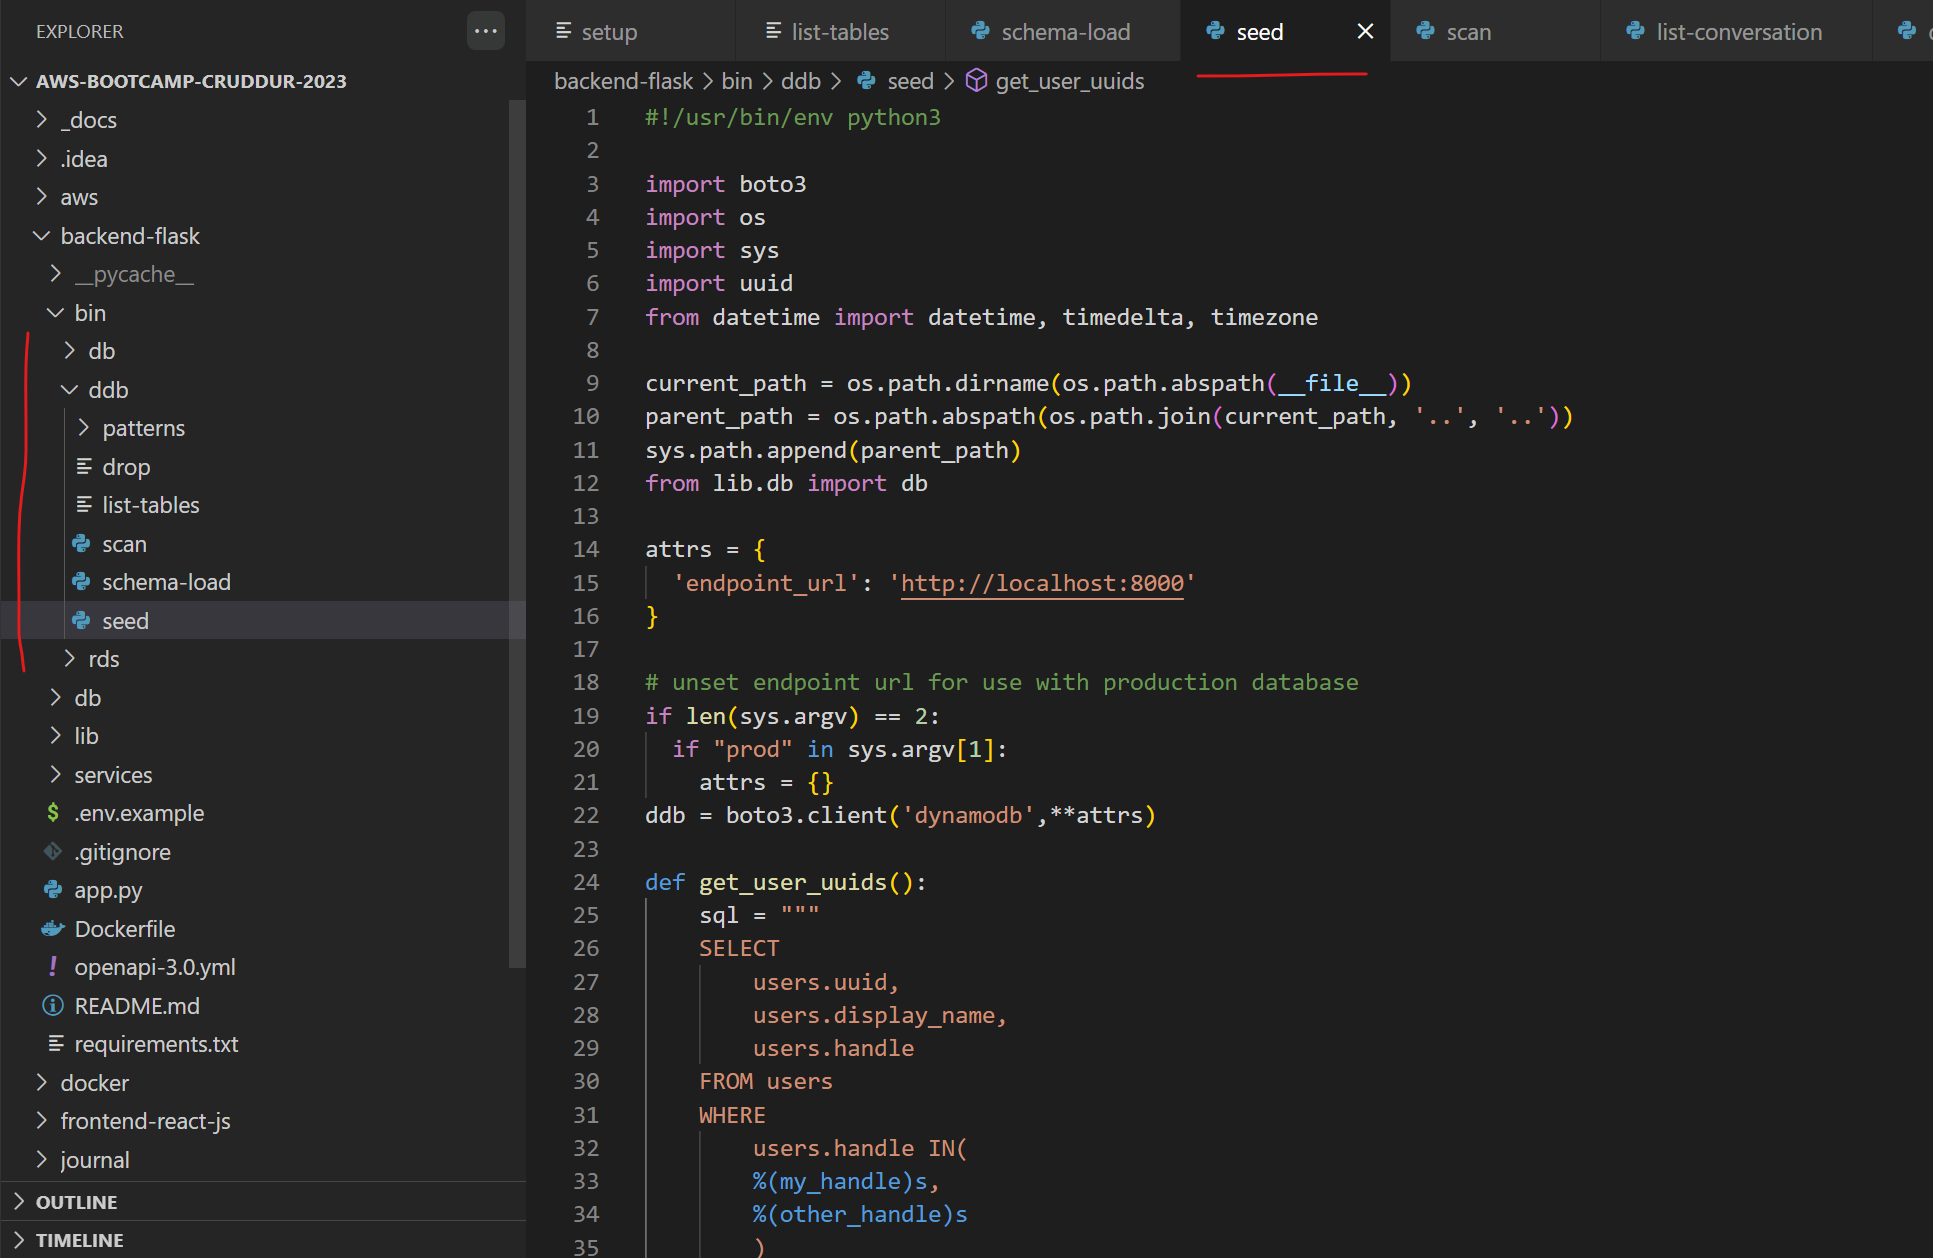 EXPLORER
...
AWS-BOOTCAMP-CRUDDUR-2023
_docs
.idea
aws
backend-flask
__pycache__
bin
db
ddb
patterns
drop
list-tables
scan
schema-load
seed
rds
db
lib
services
$ .env.example
.gitignore
app.py
Dockerfile
! openapi-3.0.yml
README.md
requirements.txt
docker
frontend-react-js
journal
OUTLINE
TIMELINE
setup list-tables schema-load seed scan list-conversation
backend-flask > bin > ddb > seed > get_user_uuids
1 #!/usr/bin/env python3
2
3 import boto3
4 import os
5 import sys
6 import uuid
7 from datetime import datetime, timedelta, timezone
8
9 current_path = os.path.dirname(os.path.abspath(__file__))
10 parent_path = os.path.abspath(os.path.join(current_path, '..', '..'))
11 sys.path.append(parent_path)
12 from lib.db import db
13
14 attrs = {
15   'endpoint_url': 'http://localhost:8000'
16 }
17
18 # unset endpoint url for use with production database
19 if len(sys.argv) == 2:
20   if "prod" in sys.argv[1]:
21     attrs = {}
22 ddb = boto3.client('dynamodb',**attrs)
23
24 def get_user_uuids():
25     sql = """
26     SELECT
27         users.uuid,
28         users.display_name,
29         users.handle
30     FROM users
31     WHERE
32         users.handle IN(
33         %(my_handle)s,
34         %(other_handle)s
35         )